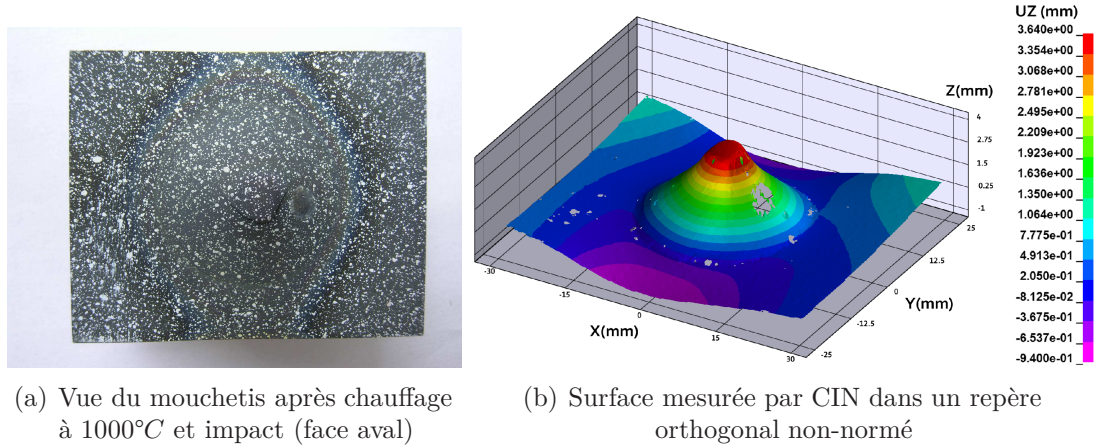 UZ (mm)
3.640e+00
3.354e+00
3.068e+00
2.781e+00
2.495e+00
2.209e+00
1.923e+00
1.636e+00
1.350e+00
1.064e+00
7.775e-01
4.913e-01
2.050e-01
-8.125e-02
-3.675e-01
-6.537e-01
-9.400e-01
Z(mm)
4
2.75
1.5
0.25
-1
25
12.5
0
-12.5
-25
Y(mm)
-30
-15
0
15
30
X(mm)
(a) Vue du mouchetis après chauffage
à 1000°C et impact (face aval)
(b) Surface mesurée par CIN dans un repère
orthogonal non-normé